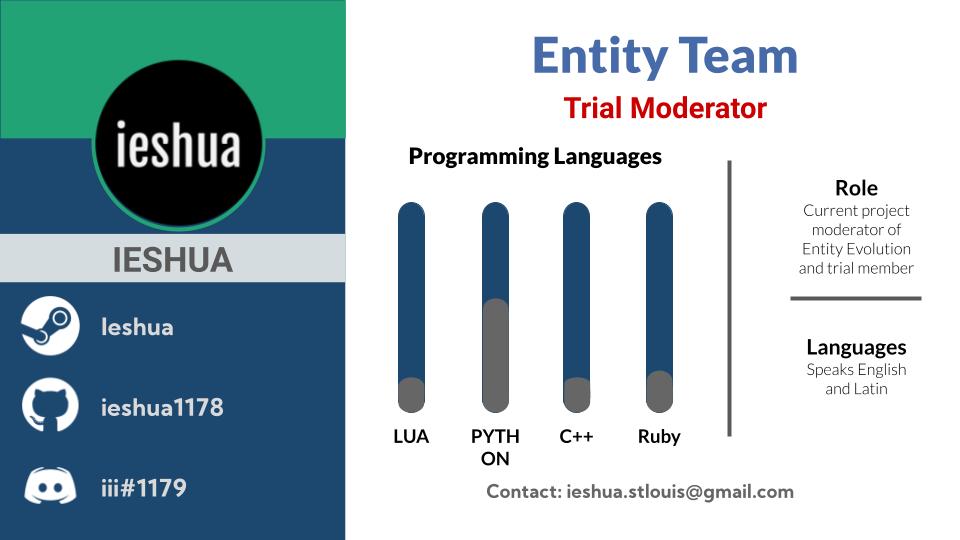 ieshua
IESHUA
Ieshua
ieshua1178
iii#1179
Entity Team
Trial Moderator
Programming Languages
LUA
PYTH
ON
C++
Ruby
Role
Current project
moderator of
Entity Evolution
and trial member
Languages
Speaks English
and Latin
Contact: ieshua.stlouis@gmail.com